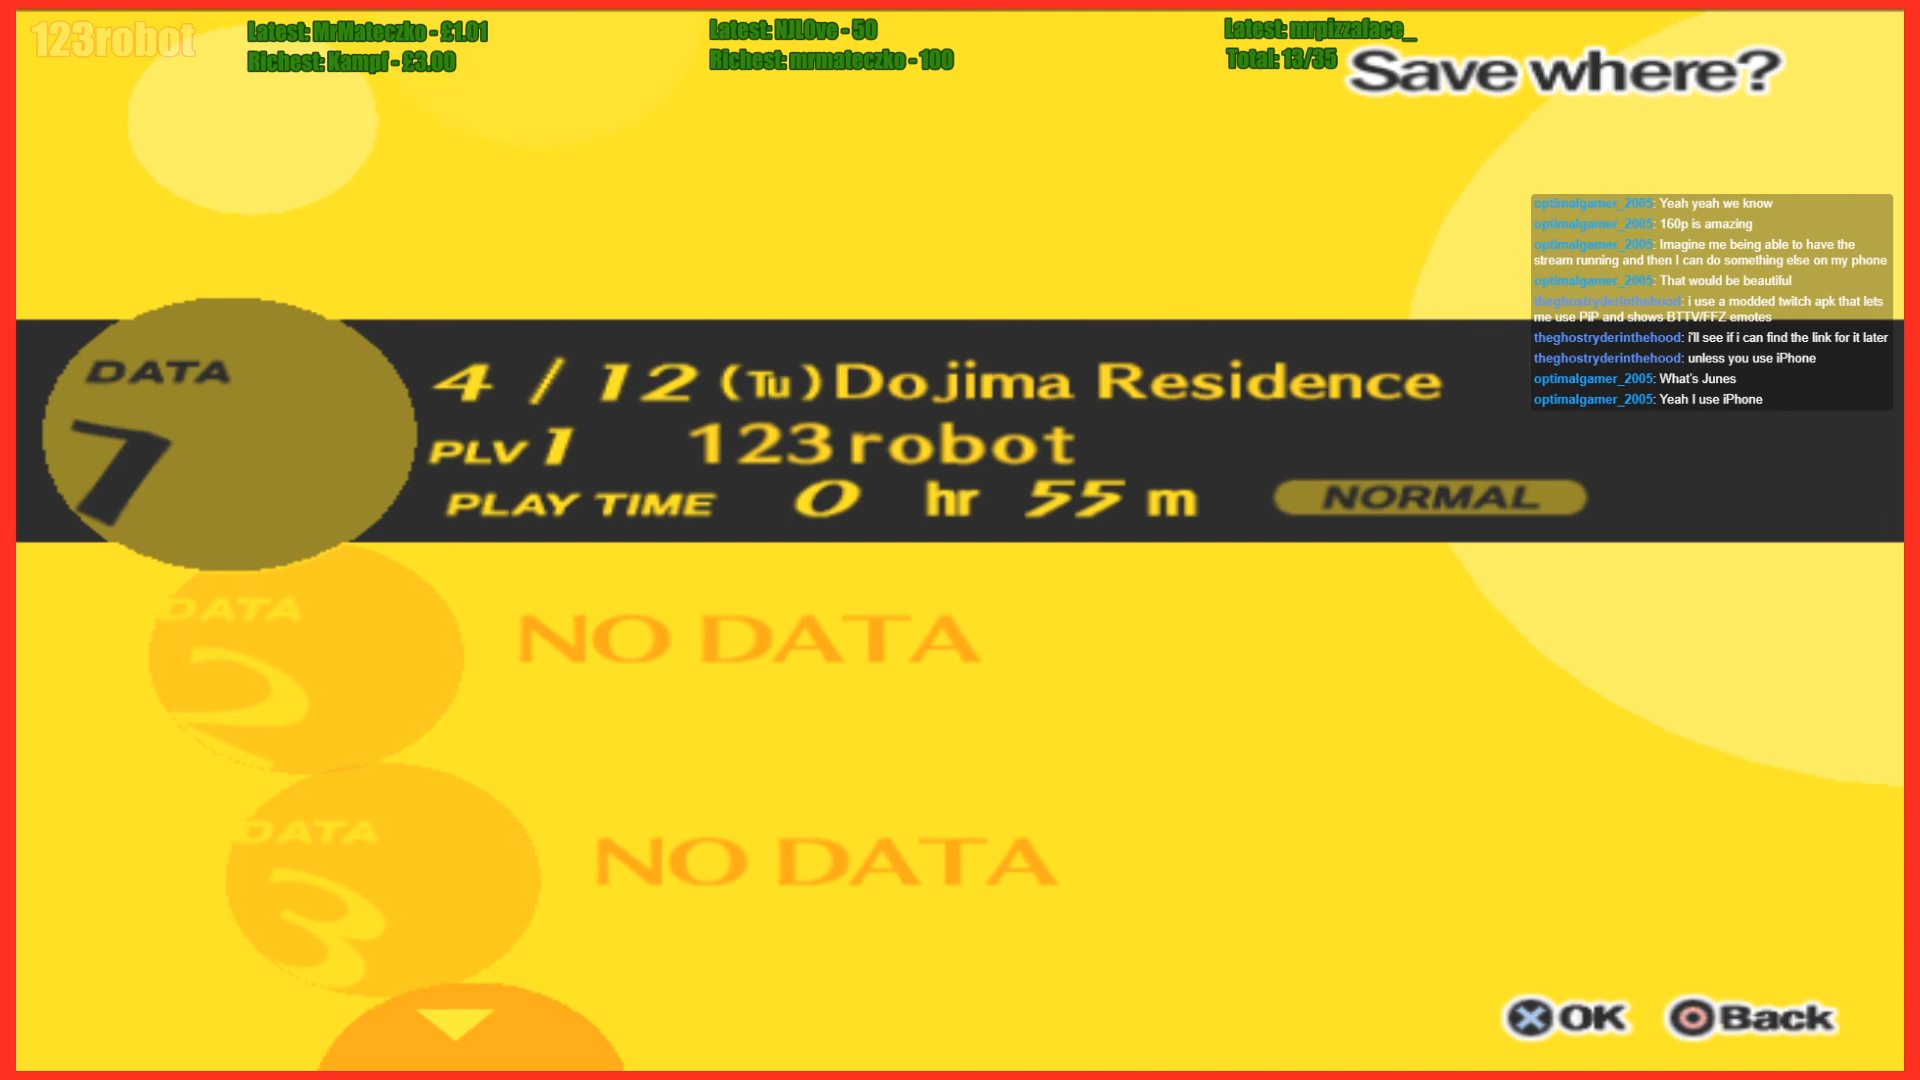 123robot
Latest: MrMateczko - £1.01
Richest: Kampf - £3.00
Latest: NJL0ve - 50
Richest: mrmateczko - 100
Latest: mrpizzaface_
Total: 13/35
Save where?
optimalgamer_2005: Yeah yeah we know
optimalgamer_2005: 160p is amazing
optimalgamer_2005: Imagine me being able to have the
stream running and then I can do something else on my phone
optimalgamer_2005: That would be beautiful
theghostryderinthehood: i use a modded twitch apk that lets
me use PiP and shows BTTV/FFZ emotes
theghostryderinthehood: i'll see if i can find the link for it later
theghostryderinthehood: unless you use iPhone
optimalgamer_2005: What's Junes
optimalgamer_2005: Yeah I use iPhone
DATA
1
4 / 12 (Tu) Dojima Residence
PLV 1 123robot
PLAY TIME 0 hr 55 m NORMAL
DATA
2
NO DATA
DATA
3
NO DATA
OK Back